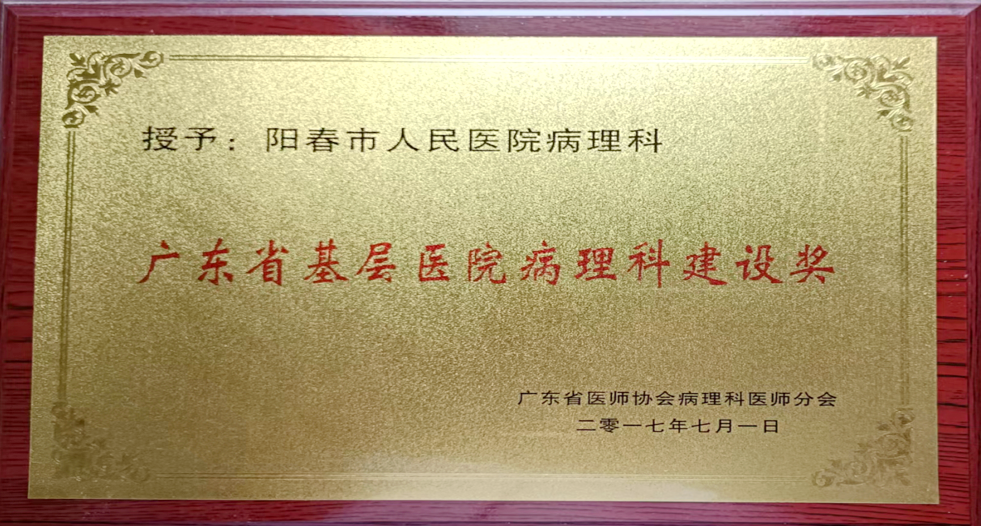 授予：阳春市人民医院病理科
广东省基层医院病理科建设奖
广东省医师协会病理科医师分会
二零一七年七月一日